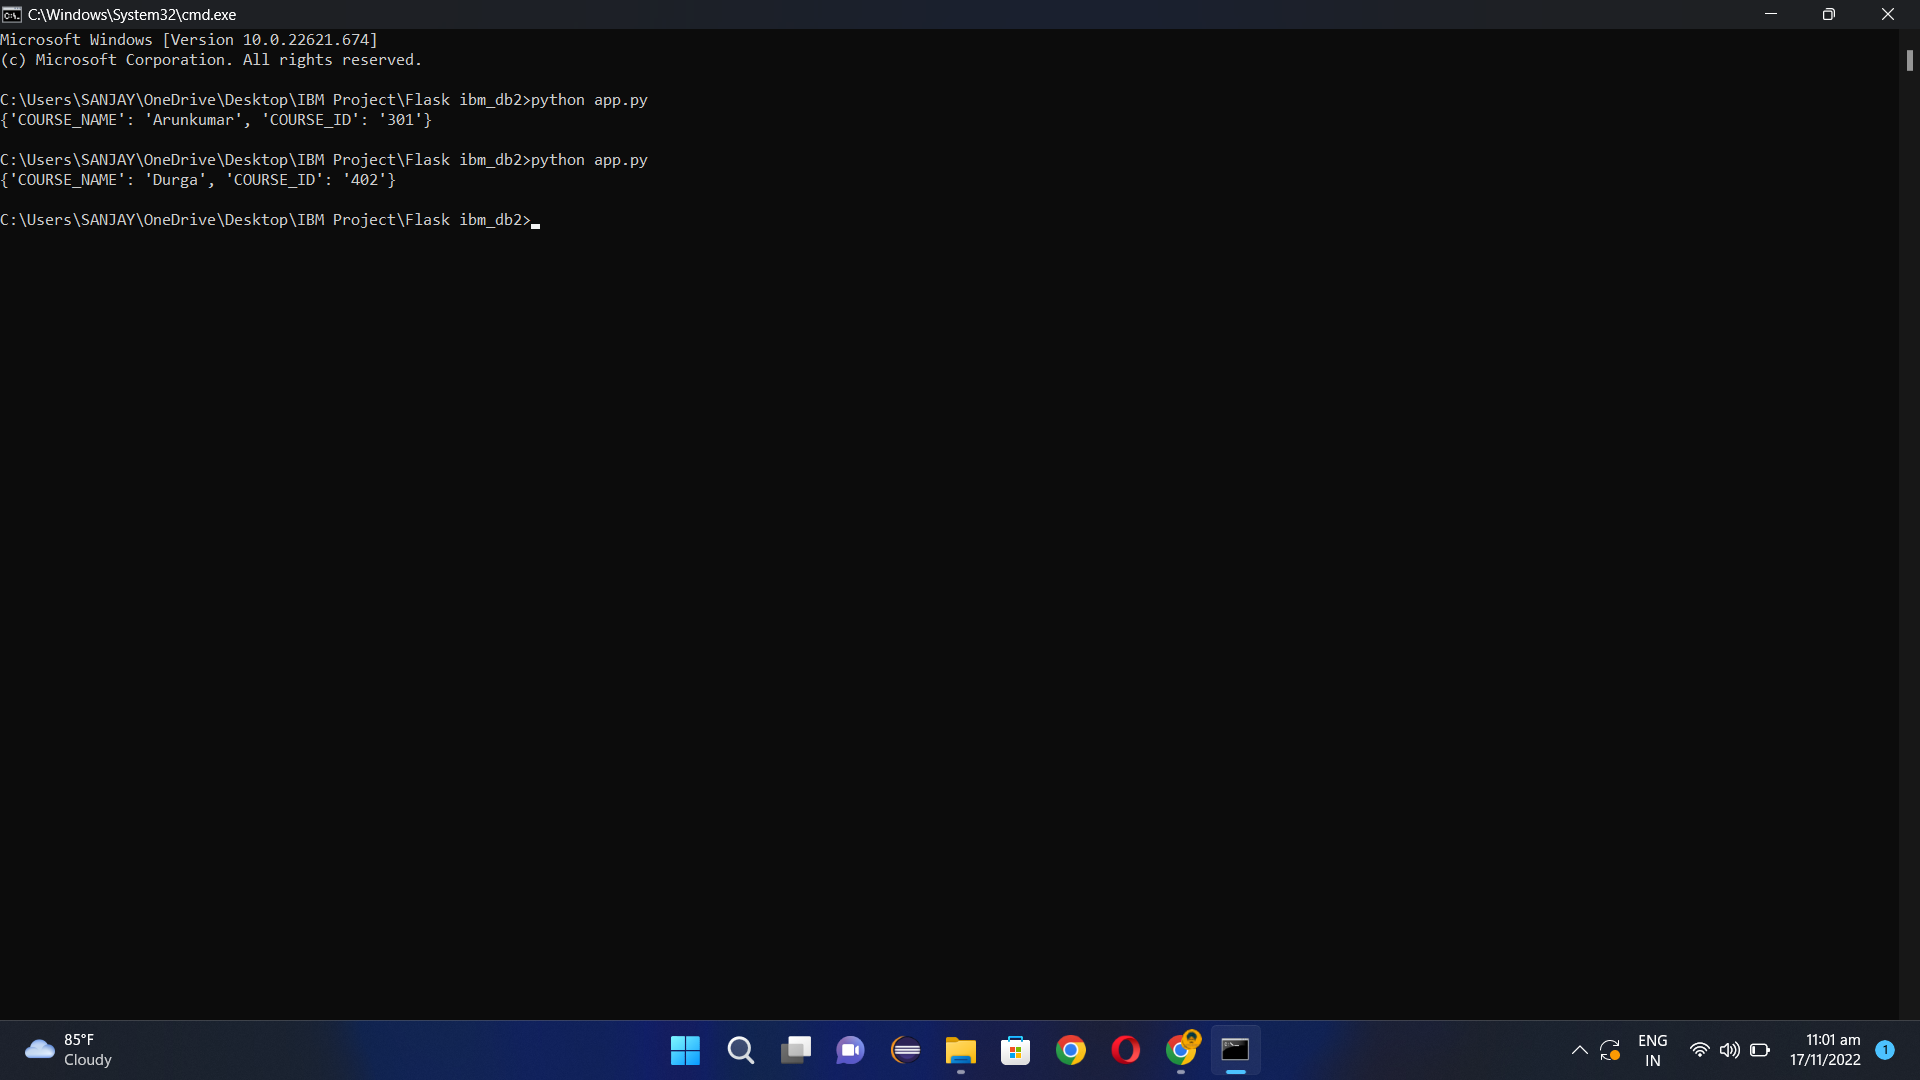 C:\Windows\System32\cmd.exe
Microsoft Windows [Version 10.0.22621.674]
(c) Microsoft Corporation. All rights reserved.
C:\Users\SANJAY\OneDrive\Desktop\IBM Project\Flask ibm_db2>python app.py
{'COURSE_NAME': 'Arunkumar', 'COURSE_ID': '301'}
C:\Users\SANJAY\OneDrive\Desktop\IBM Project\Flask ibm_db2>python app.py
{'COURSE_NAME': 'Durga', 'COURSE_ID': '402'}
C:\Users\SANJAY\OneDrive\Desktop\IBM Project\Flask ibm_db2>
85°F
Cloudy
ENG
IN
11:01 am
17/11/2022
1